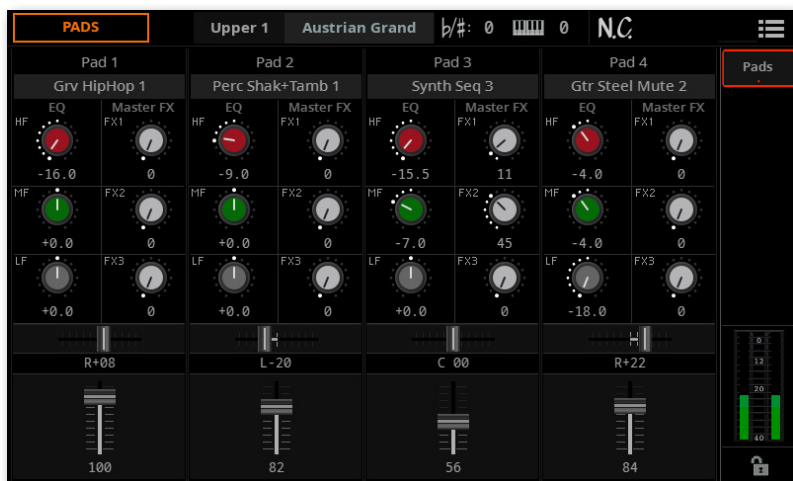 PADS Upper 1 Austrian Grand ♭/#: 0 0 N.C.
Pad 1 Pad 2 Pad 3 Pad 4 Pads
Grv HipHop 1 Perc Shak+Tamb 1 Synth Seq 3 Gtr Steel Mute 2
EQ Master FX EQ Master FX EQ Master FX EQ Master FX
HF FX1 HF FX1 HF FX1 HF FX1
-16.0 0 -9.0 0 -15.5 11 -4.0 0
MF FX2 MF FX2 MF FX2 MF FX2
+0.0 0 +0.0 0 -7.0 45 -4.0 0
LF FX3 LF FX3 LF FX3 LF FX3
+0.0 0 +0.0 0 +0.0 0 -18.0 0
R+08 L-20 C 00 R+22
100 82 56 84
0
12
20
40